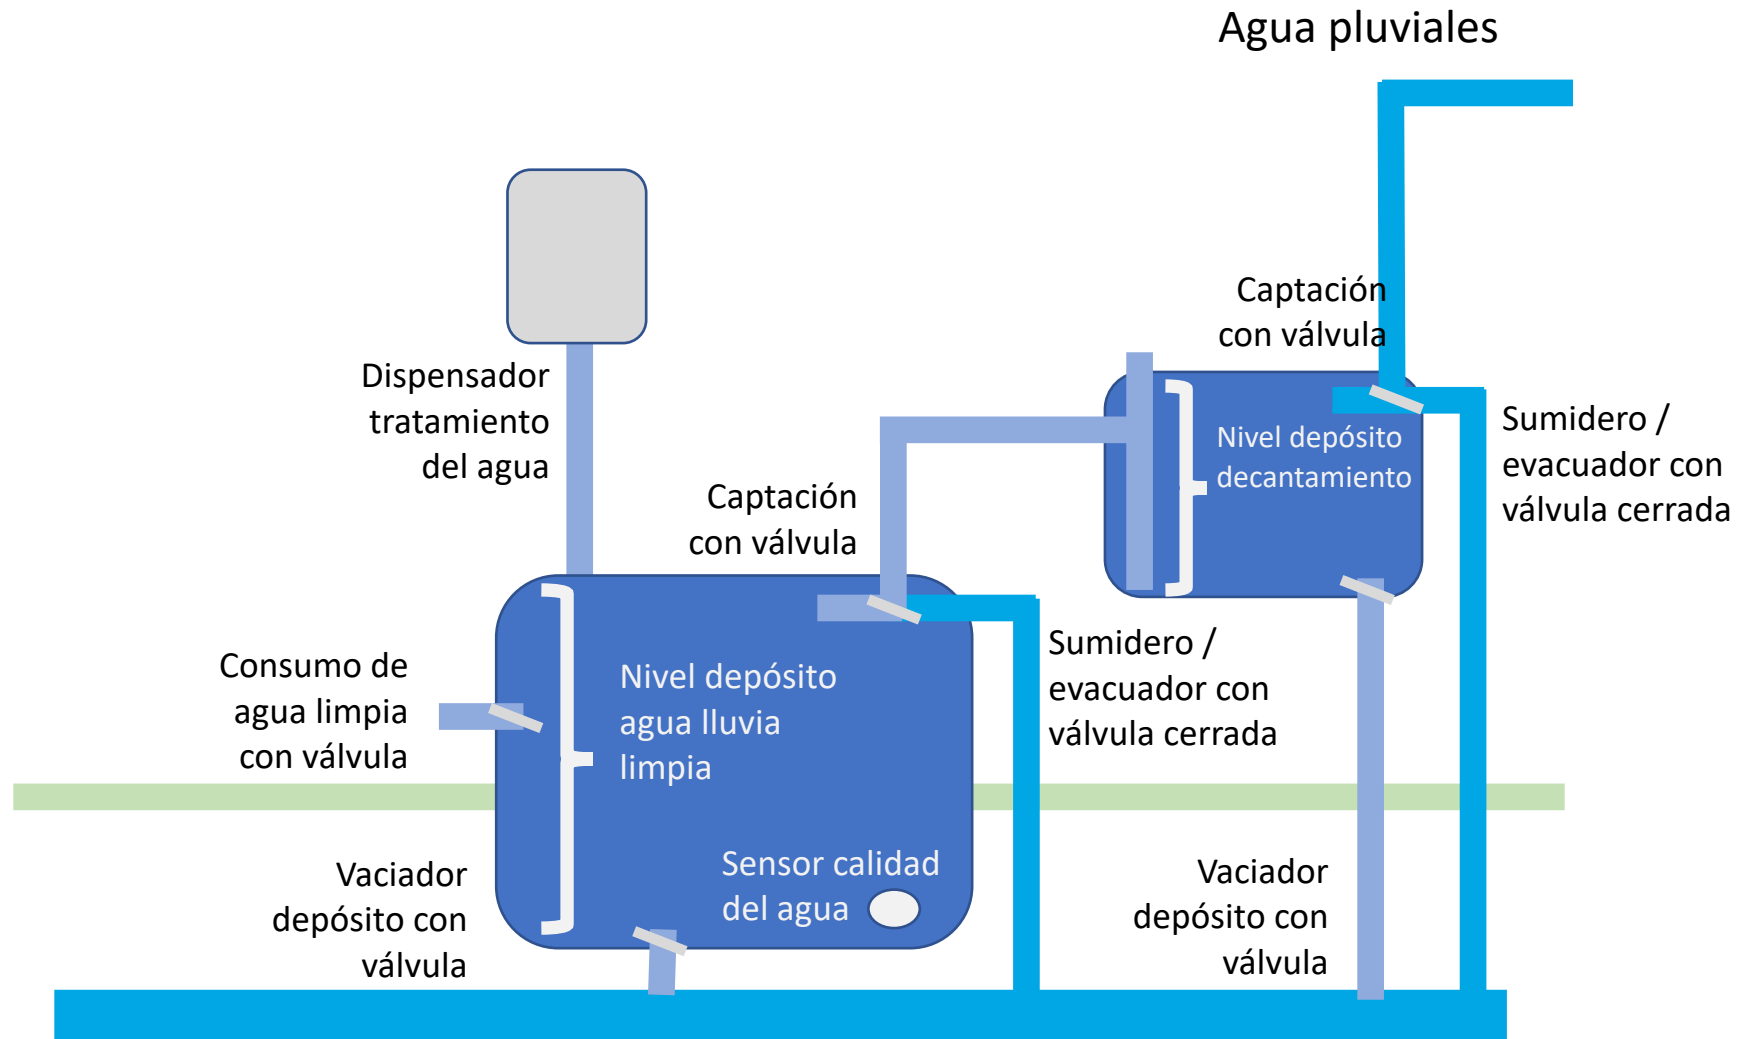 Agua pluviales
Captación
con válvula
Dispensador
tratamiento
del agua
Sumidero /
evacuador con
válvula cerrada
Nivel depósito
decantamiento
Captación
con válvula
Sumidero /
evacuador con
válvula cerrada
Consumo de
agua limpia
con válvula
Nivel depósito
agua lluvia
limpia
Sensor calidad
del agua
Vaciador
depósito con
válvula
Vaciador
depósito con
válvula